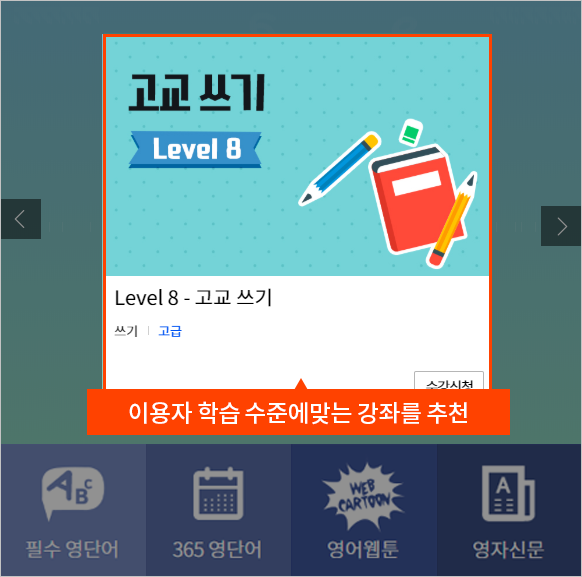 고교 쓰기
Level 8
Level 8 - 고교 쓰기
쓰기 고급
수강신청
이용자 학습 수준에맞는 강좌를 추천
A B C
WEB CARTOON
A
필수 영단어
365 영단어
영어웹툰
영자신문